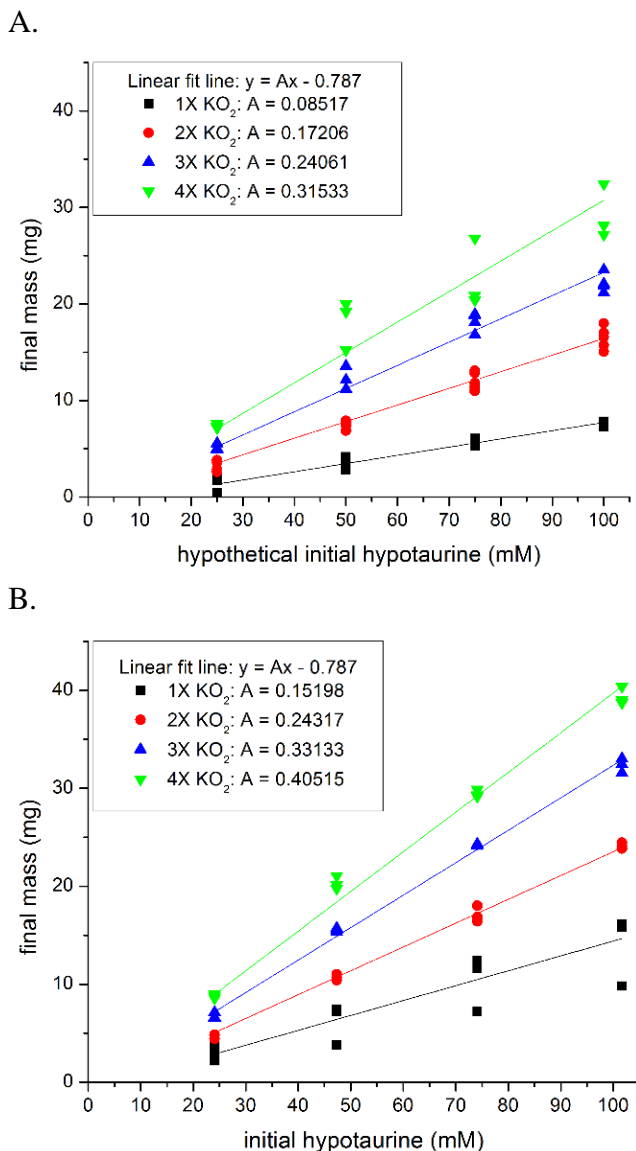 A.
Linear fit line: y = Ax - 0.787
1X KO₂: A = 0.08517
2X KO₂: A = 0.17206
3X KO₂: A = 0.24061
4X KO₂: A = 0.31533
40
30
20
10
0
final mass (mg)
0 10 20 30 40 50 60 70 80 90 100
hypothetical initial hypotaurine (mM)
B.
Linear fit line: y = Ax - 0.787
1X KO₂: A = 0.15198
2X KO₂: A = 0.24317
3X KO₂: A = 0.33133
4X KO₂: A = 0.40515
40
30
20
10
0
final mass (mg)
0 10 20 30 40 50 60 70 80 90 100
initial hypotaurine (mM)